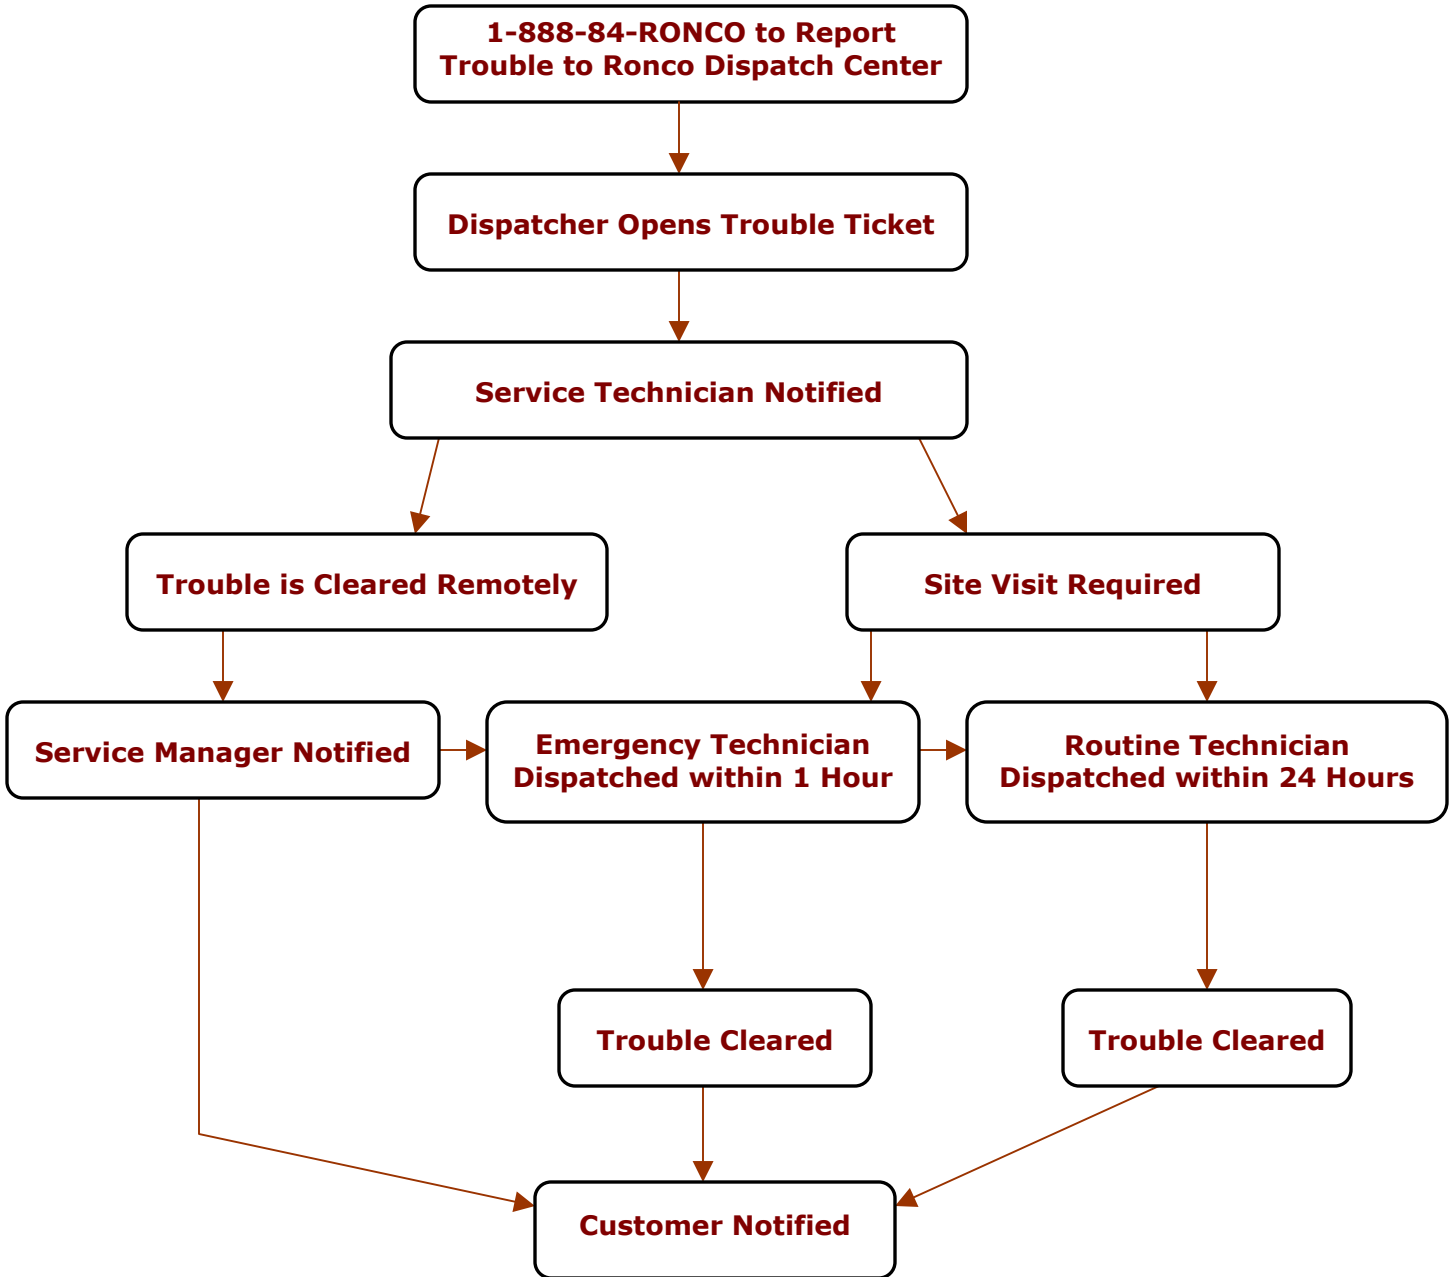 1-888-84-RONCO to Report
Trouble to Ronco Dispatch Center
Dispatcher Opens Trouble Ticket
Service Technician Notified
Trouble is Cleared Remotely
Site Visit Required
Service Manager Notified
Emergency Technician
Dispatched within 1 Hour
Routine Technician
Dispatched within 24 Hours
Trouble Cleared
Trouble Cleared
Customer Notified